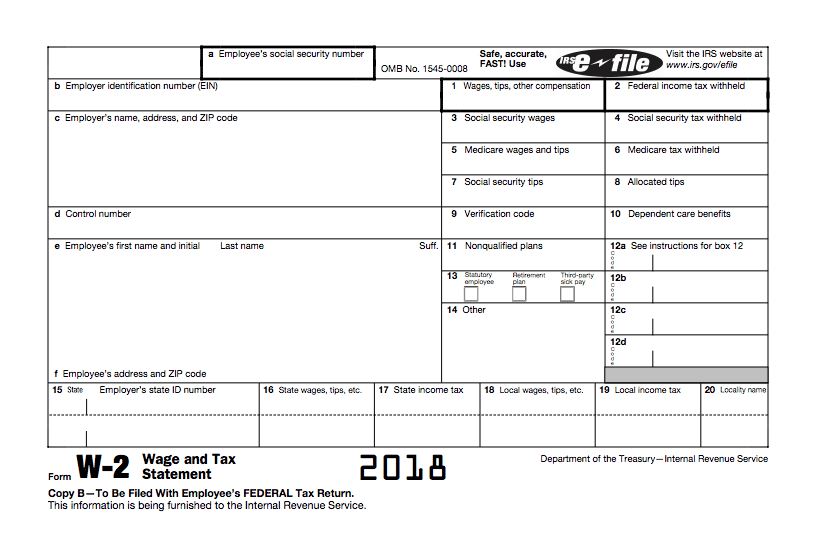 a Employee's social security number
OMB No. 1545-0008
Safe, accurate,
FAST! Use
IRS e-file
Visit the IRS website at
www.irs.gov/efile
b Employer identification number (EIN)
1 Wages, tips, other compensation
2 Federal income tax withheld
c Employer's name, address, and ZIP code
3 Social security wages
4 Social security tax withheld
5 Medicare wages and tips
6 Medicare tax withheld
7 Social security tips
8 Allocated tips
d Control number
9 Verification code
10 Dependent care benefits
e Employee's first name and initial Last name Suff.
11 Nonqualified plans
12a See instructions for box 12
Code
13 Statutory employee
Retirement plan
Third-party sick pay
12b
Code
14 Other
12c
Code
12d
Code
f Employee's address and ZIP code
15 State Employer's state ID number
16 State wages, tips, etc.
17 State income tax
18 Local wages, tips, etc.
19 Local income tax
20 Locality name
Form W-2 Wage and Tax
Statement
2018
Department of the Treasury—Internal Revenue Service
Copy B—To Be Filed With Employee's FEDERAL Tax Return.
This information is being furnished to the Internal Revenue Service.